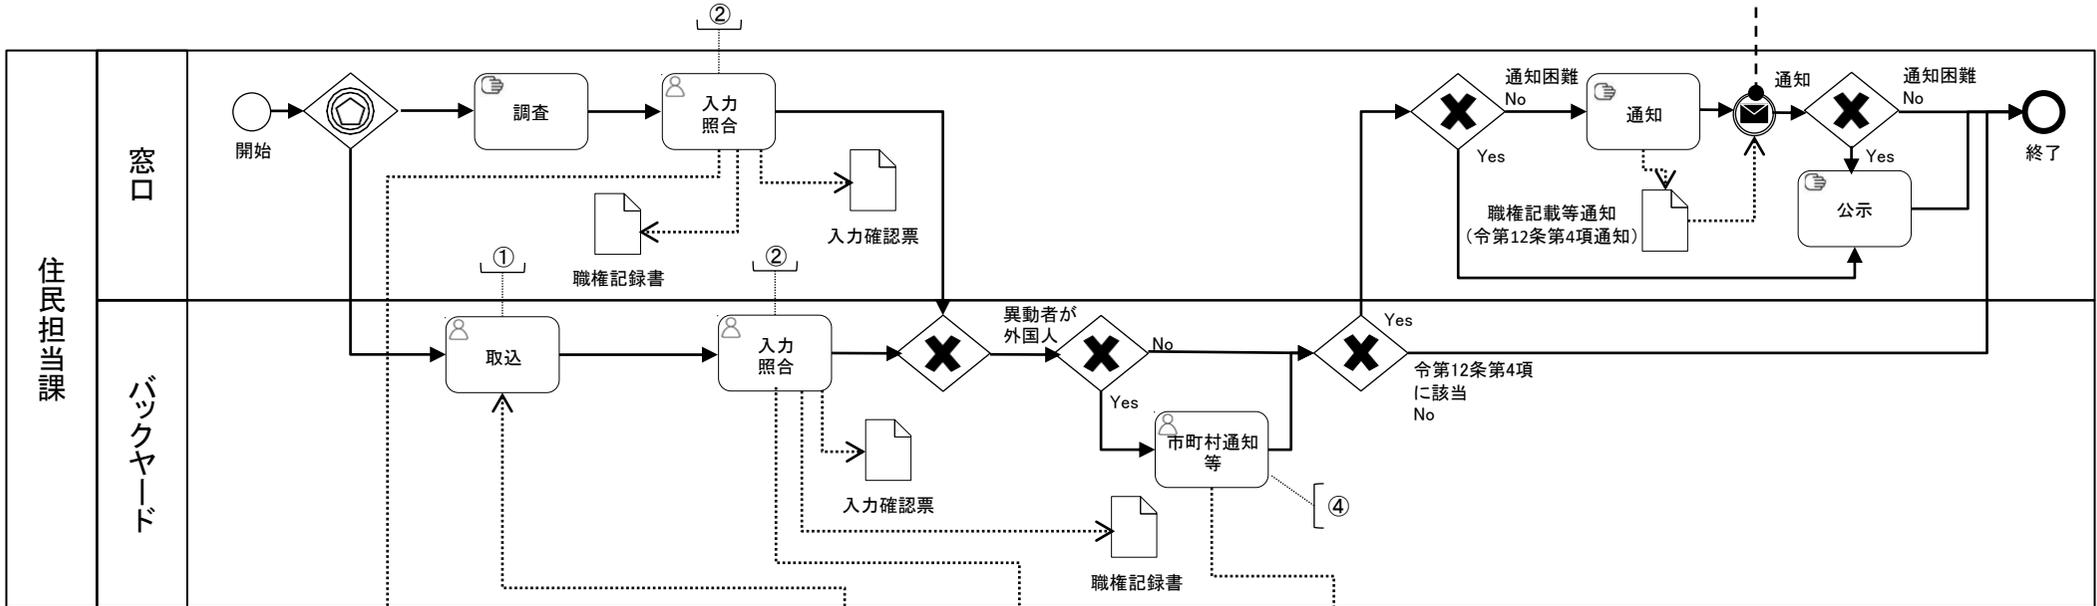 ②
住民担当課
窓口
開始
調査
入力
照合
入力確認票
職権記録書
通知困難
No
Yes
通知
通知
通知困難
No
Yes
終了
公示
職権記載等通知
(令第12条第4項通知)
バックヤード
①
取込
②
入力
照合
入力確認票
職権記録書
異動者が
外国人
No
Yes
市町村通知
等
④
Yes
令第12条第4項
に該当
No